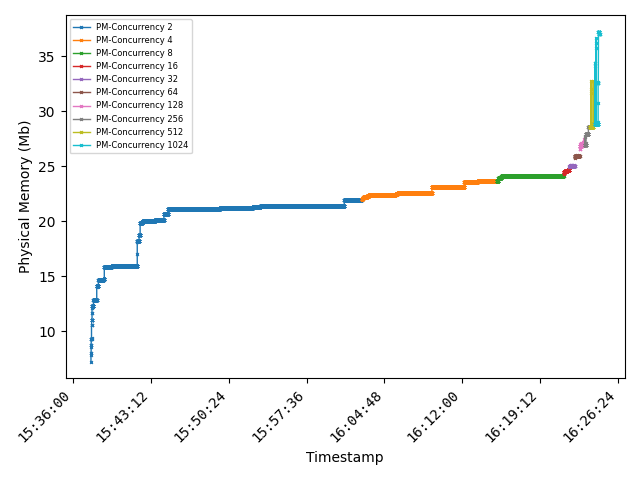 PM-Concurrency 2
PM-Concurrency 4
PM-Concurrency 8
PM-Concurrency 16
PM-Concurrency 32
PM-Concurrency 64
PM-Concurrency 128
PM-Concurrency 256
PM-Concurrency 512
PM-Concurrency 1024
Physical Memory (Mb)
35
30
25
20
15
10
15:36:00
15:43:12
15:50:24
15:57:36
16:04:48
16:12:00
16:19:12
16:26:24
Timestamp